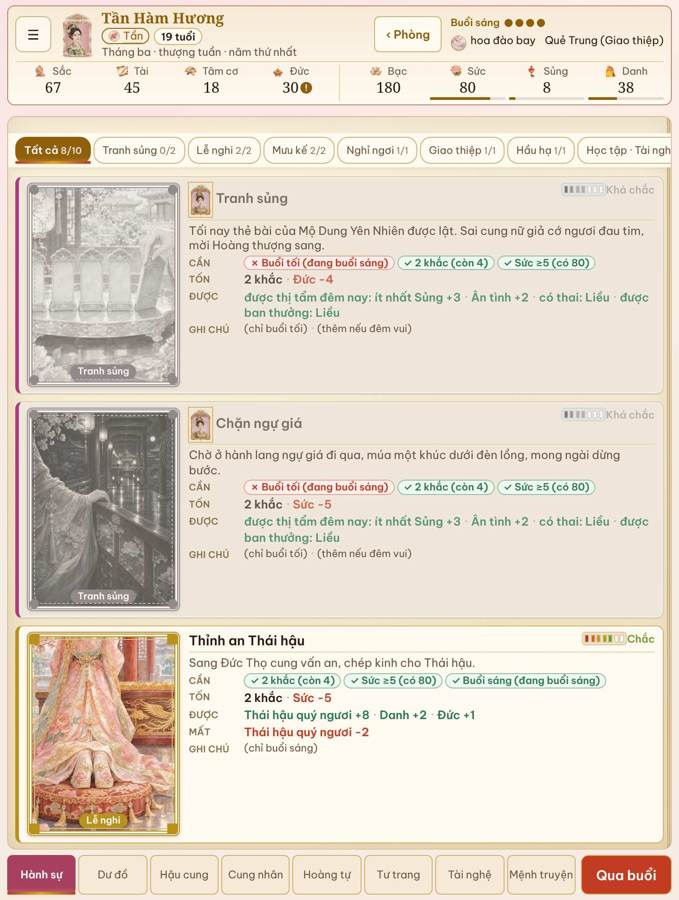 ☰
Tần Hàm Hương
Tần 19 tuổi
Tháng ba · thượng tuần · năm thứ nhất
‹ Phòng
Buổi sáng
hoa đào bay Quẻ Trung (Giao thiệp)
Sắc Tài Tâm cơ Đức Bạc Sức Sủng Danh
67 45 18 30! 180 80 8 38
Tất cả 8/10 Tranh sủng 0/2 Lễ nghi 2/2 Mưu kế 2/2 Nghỉ ngơi 1/1 Giao thiệp 1/1 Hầu hạ 1/1 Học tập · Tài ngh
Tranh sủng Khá chắc
Tối nay thẻ bài của Mộ Dung Yên Nhiên được lật. Sai cung nữ giả cớ ngươi đau tim,
mời Hoàng thượng sang.
CẦN × Buổi tối (đang buổi sáng) ✓ 2 khắc (còn 4) ✓ Sức ≥5 (có 80)
TỐN 2 khắc · Đức -4
ĐƯỢC được thị tẩm đêm nay: ít nhất Sủng +3 · Ân tình +2 · có thai: Liều · được
ban thưởng: Liều
GHI CHÚ (chỉ buổi tối) · (thêm nếu đêm vui)
Tranh sủng
Chặn ngự giá Khá chắc
Chờ ở hành lang ngự giá đi qua, múa một khúc dưới đèn lồng, mong ngài dừng
bước.
CẦN × Buổi tối (đang buổi sáng) ✓ 2 khắc (còn 4) ✓ Sức ≥5 (có 80)
TỐN 2 khắc · Sức -5
ĐƯỢC được thị tẩm đêm nay: ít nhất Sủng +3 · Ân tình +2 · có thai: Liều · được
ban thưởng: Liều
GHI CHÚ (chỉ buổi tối) · (thêm nếu đêm vui)
Tranh sủng
Thỉnh an Thái hậu Chắc
Sang Đức Thọ cung vấn an, chép kinh cho Thái hậu.
CẦN ✓ 2 khắc (còn 4) ✓ Sức ≥5 (có 80) ✓ Buổi sáng (đang buổi sáng)
TỐN 2 khắc · Sức -5
ĐƯỢC Thái hậu quý ngươi +8 · Danh +2 · Đức +1
MẤT Thái hậu quý ngươi -2
GHI CHÚ (chỉ buổi sáng)
Lễ nghi
Hành sự Dư đồ Hậu cung Cung nhân Hoàng tự Tư trang Tài nghệ Mệnh truyện Qua buổi